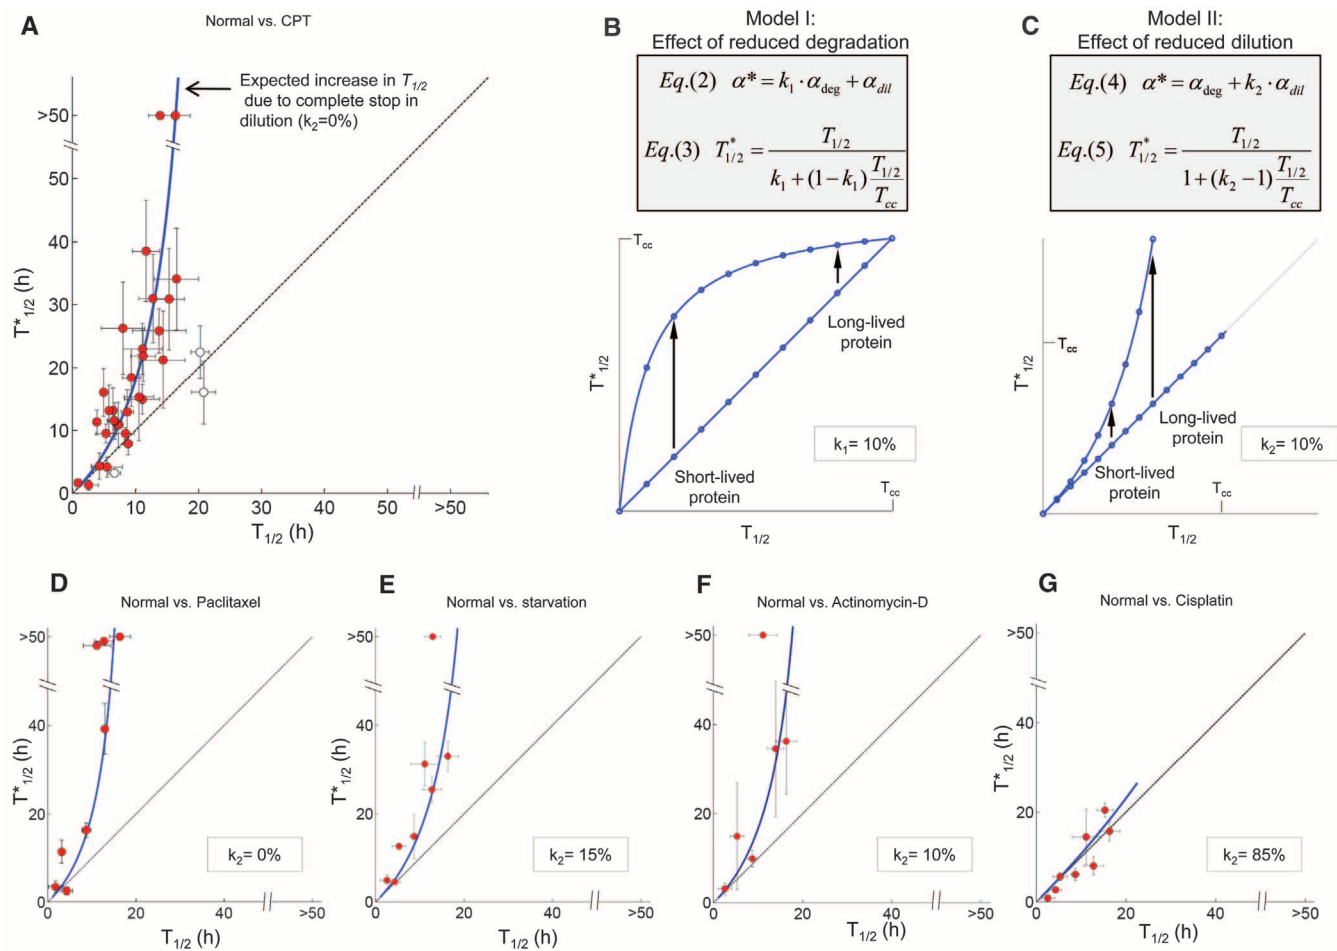 A
Normal vs. CPT
Expected increase in T1/2
due to complete stop in
dilution (k2=0%)
>50
40
30
20
10
0
T*1/2 (h)
0
10
20
30
40
50
>50
T1/2 (h)
B
Model I:
Effect of reduced degradation
Eq.(2) α* = k1 · αdeg + αdil
Eq.(3) T*1/2 = T1/2 / (k1 + (1 − k1) T1/2 / Tcc)
Tcc
T*1/2
Long-lived
protein
Short-lived
protein
k1= 10%
Tcc
T1/2
C
Model II:
Effect of reduced dilution
Eq.(4) α* = αdeg + k2 · αdil
Eq.(5) T*1/2 = T1/2 / (1 + (k2 − 1) T1/2 / Tcc)
Tcc
T*1/2
Long-lived
protein
Short-lived
protein
k2= 10%
Tcc
T1/2
D
Normal vs. Paclitaxel
>50
40
20
0
T*1/2 (h)
k2= 0%
0
20
40
>50
T1/2 (h)
E
Normal vs. starvation
>50
40
20
0
T*1/2 (h)
k2= 15%
0
20
40
>50
T1/2 (h)
F
Normal vs. Actinomycin-D
>50
40
20
0
T*1/2 (h)
k2= 10%
0
20
40
>50
T1/2 (h)
G
Normal vs. Cisplatin
>50
40
20
0
T*1/2 (h)
k2= 85%
0
20
40
>50
T1/2 (h)